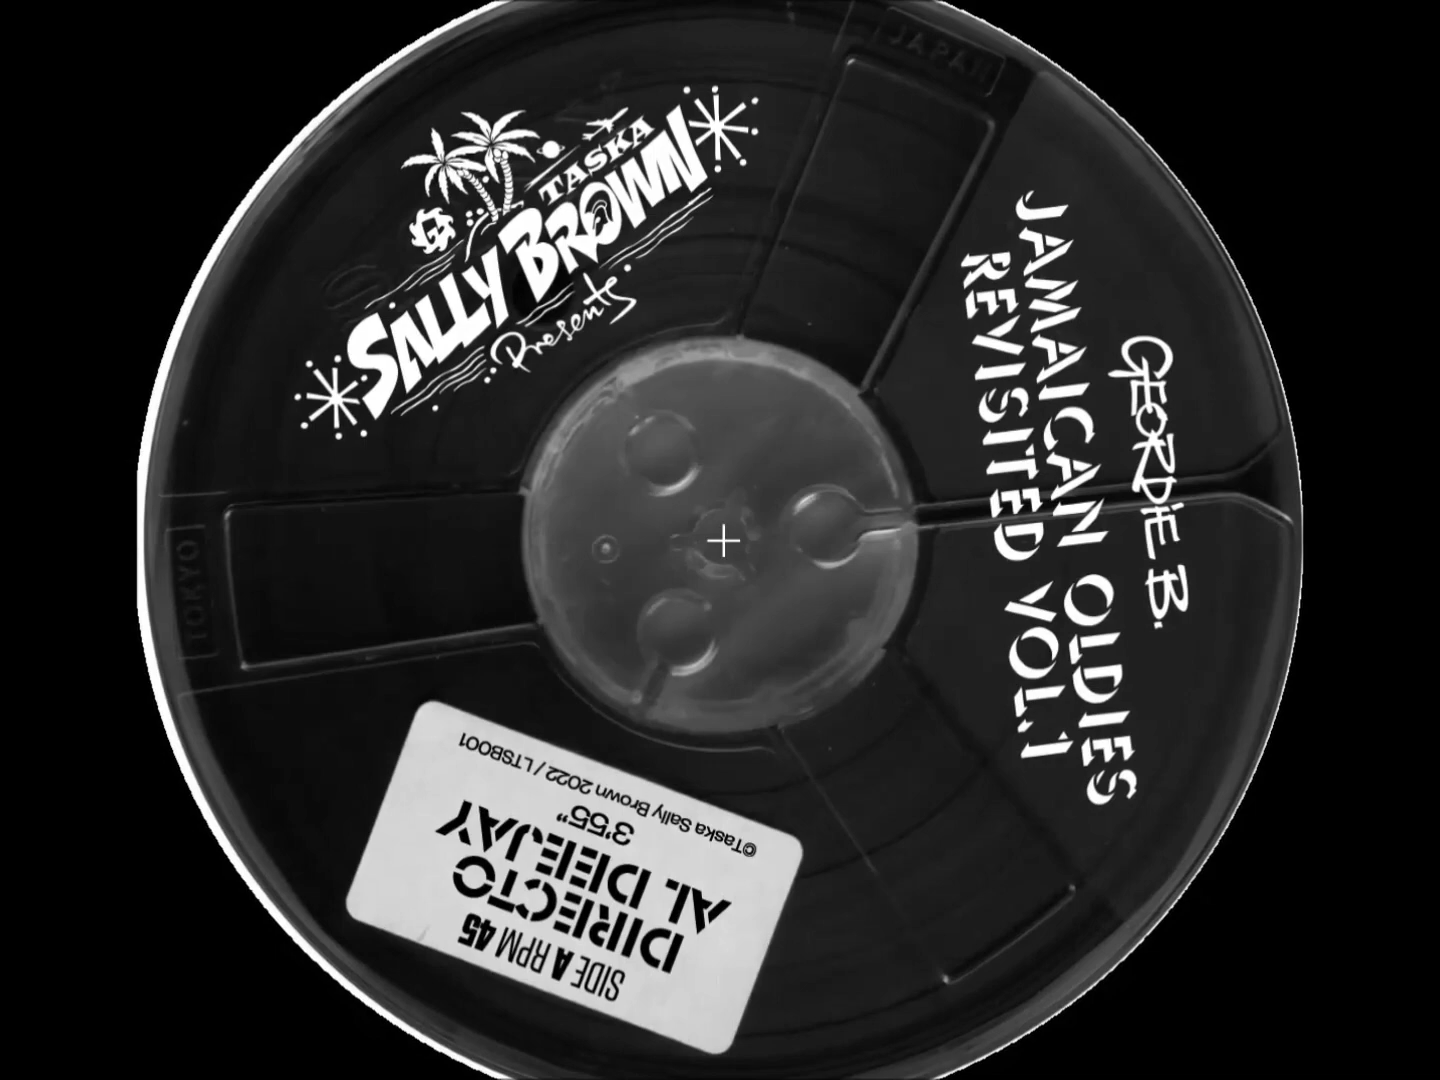 TASKA
SALLY BROWN
Presents
JAPAN
GEORDIE B.
JAMAICAN OLDIES
REVISITED VOL.1
TOKYO
SIDE A RPM 45
DIRECTO
AL DEEJAY
3'55"
©Taska Sally Brown 2022 / LTSB001